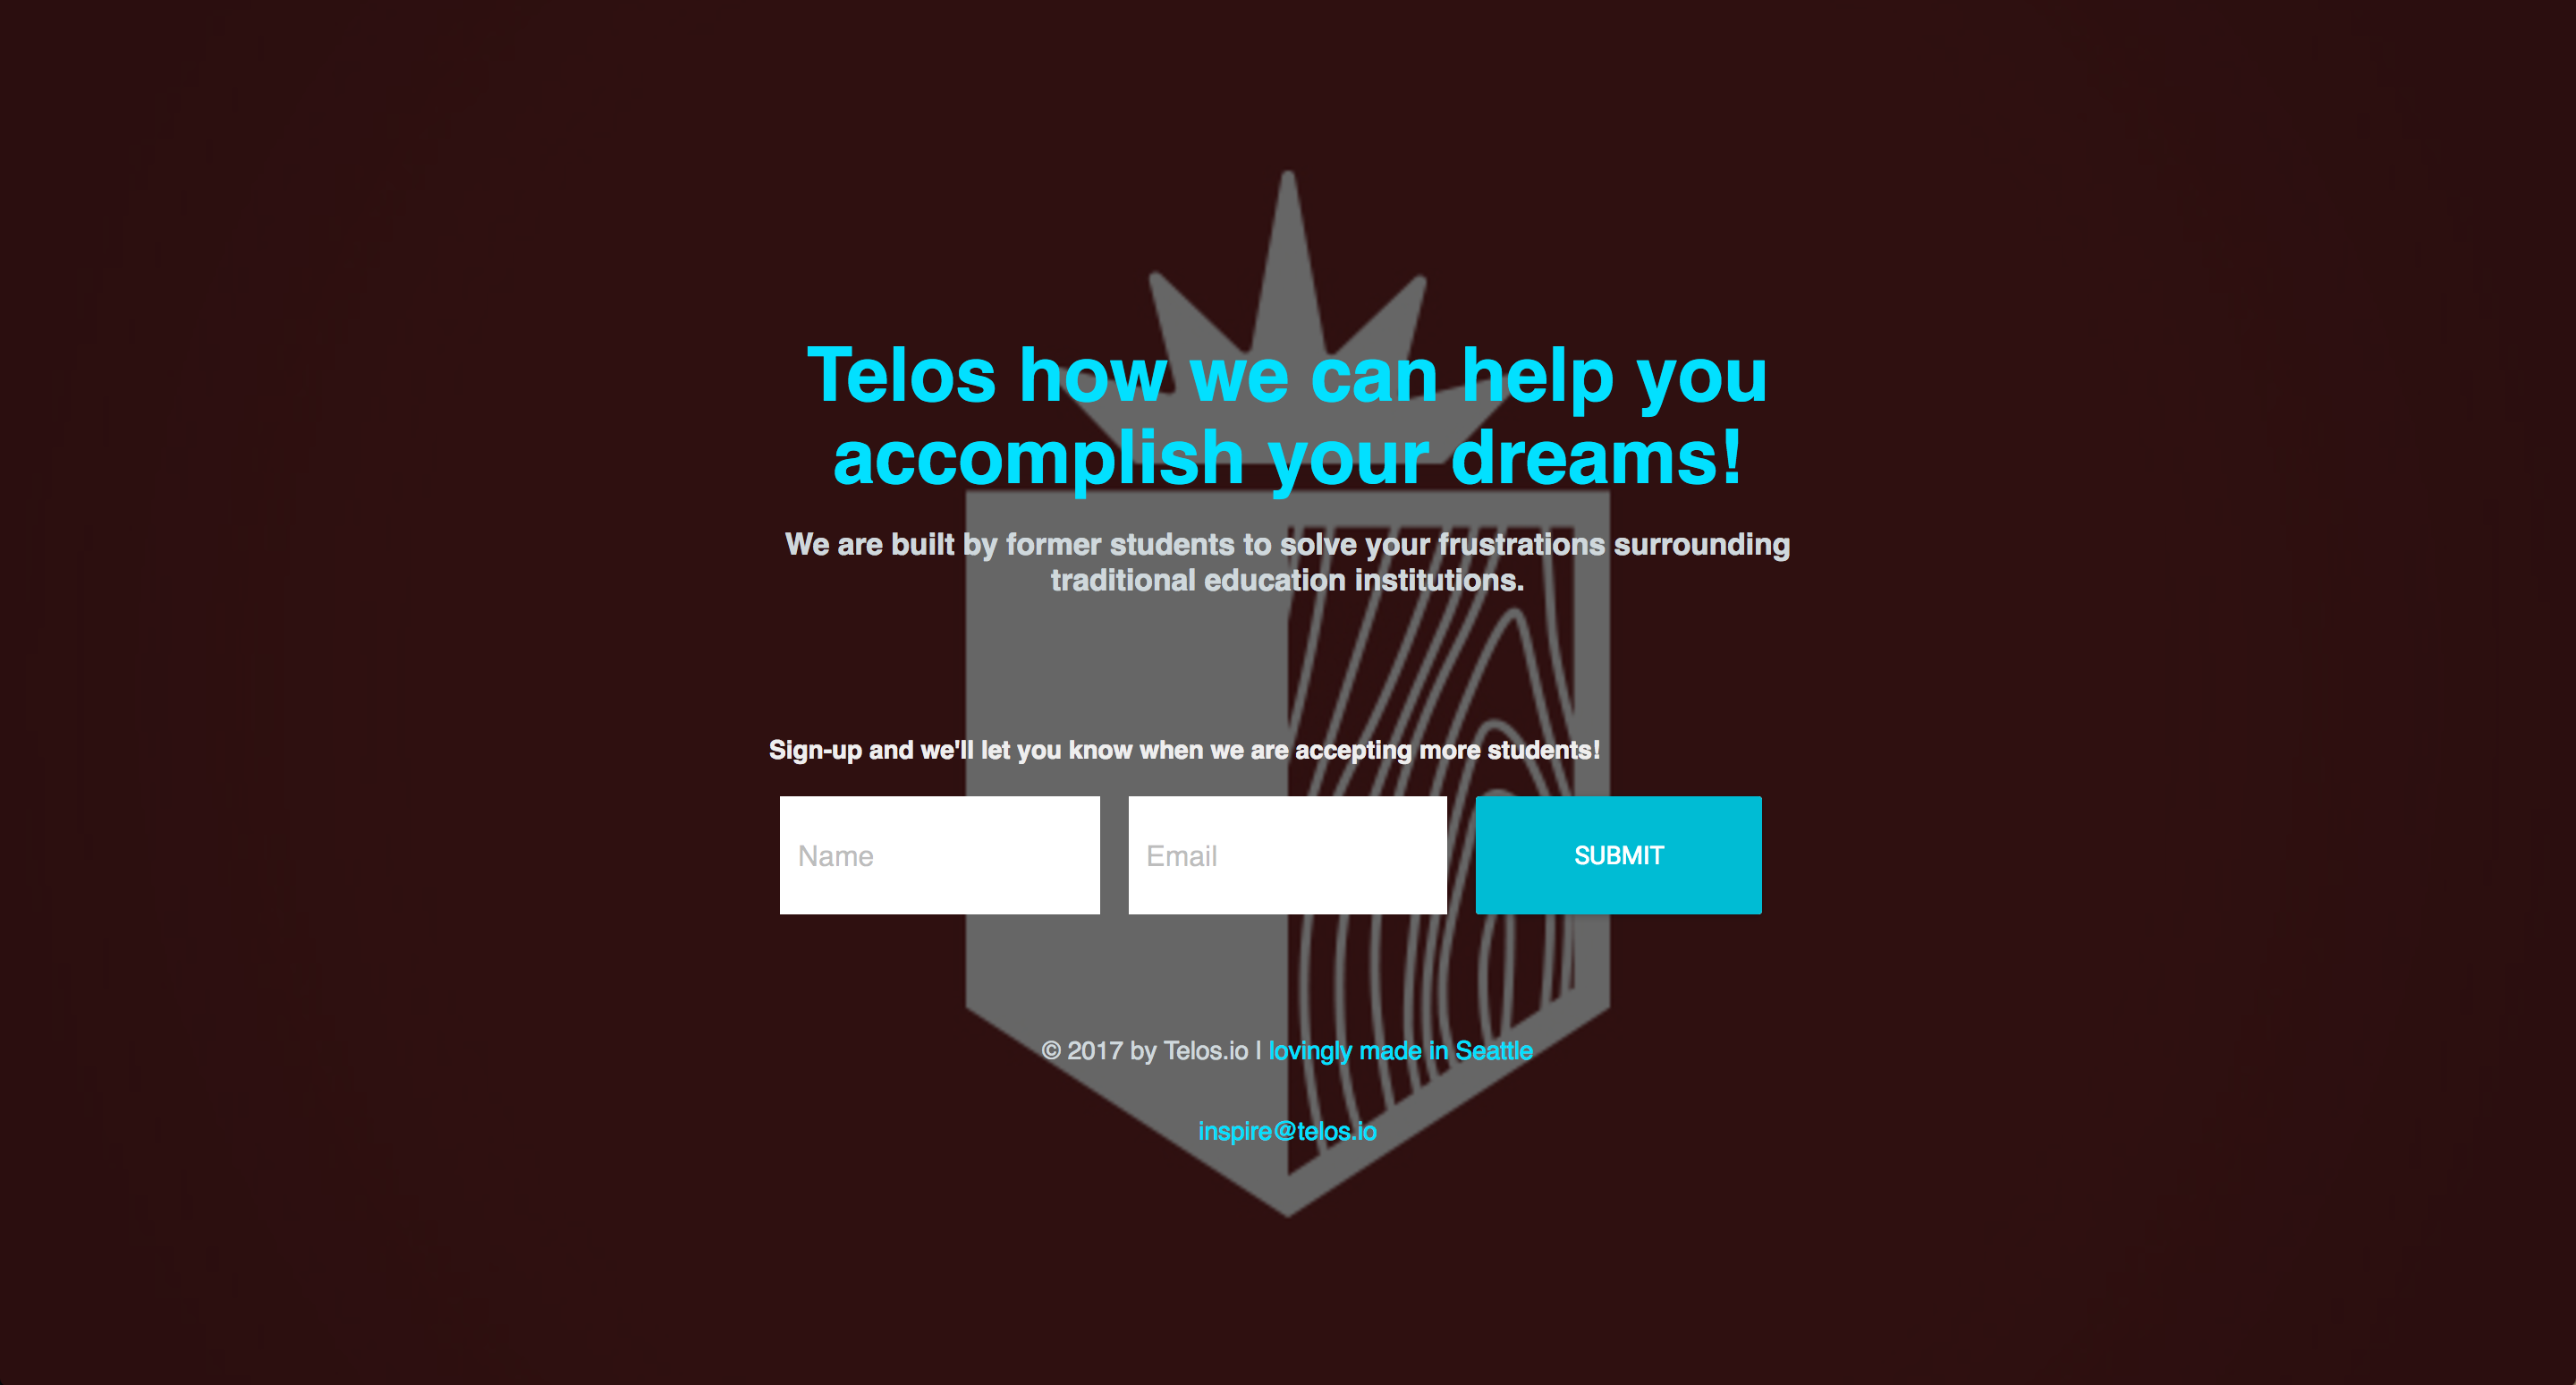 Telos how we can help you
accomplish your dreams!
We are built by former students to solve your frustrations surrounding
traditional education institutions.
Sign-up and we'll let you know when we are accepting more students!
Name Email SUBMIT
© 2017 by Telos.io | lovingly made in Seattle
inspire@telos.io